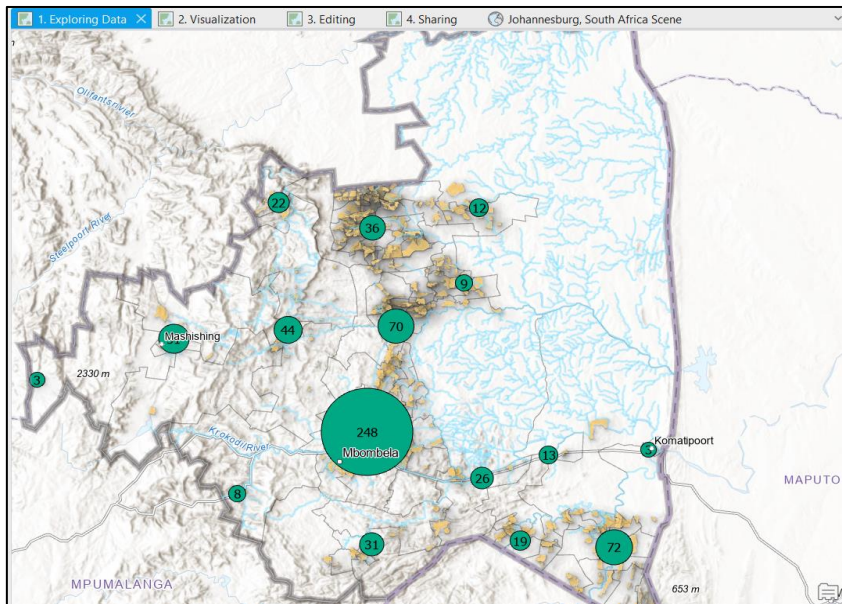 1. Exploring Data
2. Visualization
3. Editing
4. Sharing
Johannesburg, South Africa Scene
Olifantsrivier
22
12
36
Steelpoort River
9
70
44
Mashishing
3
2330 m
248
Krokodil River
Mbombela
Komatipoort
13
26
MAPUTO
8
19
31
72
MPUMALANGA
653 m